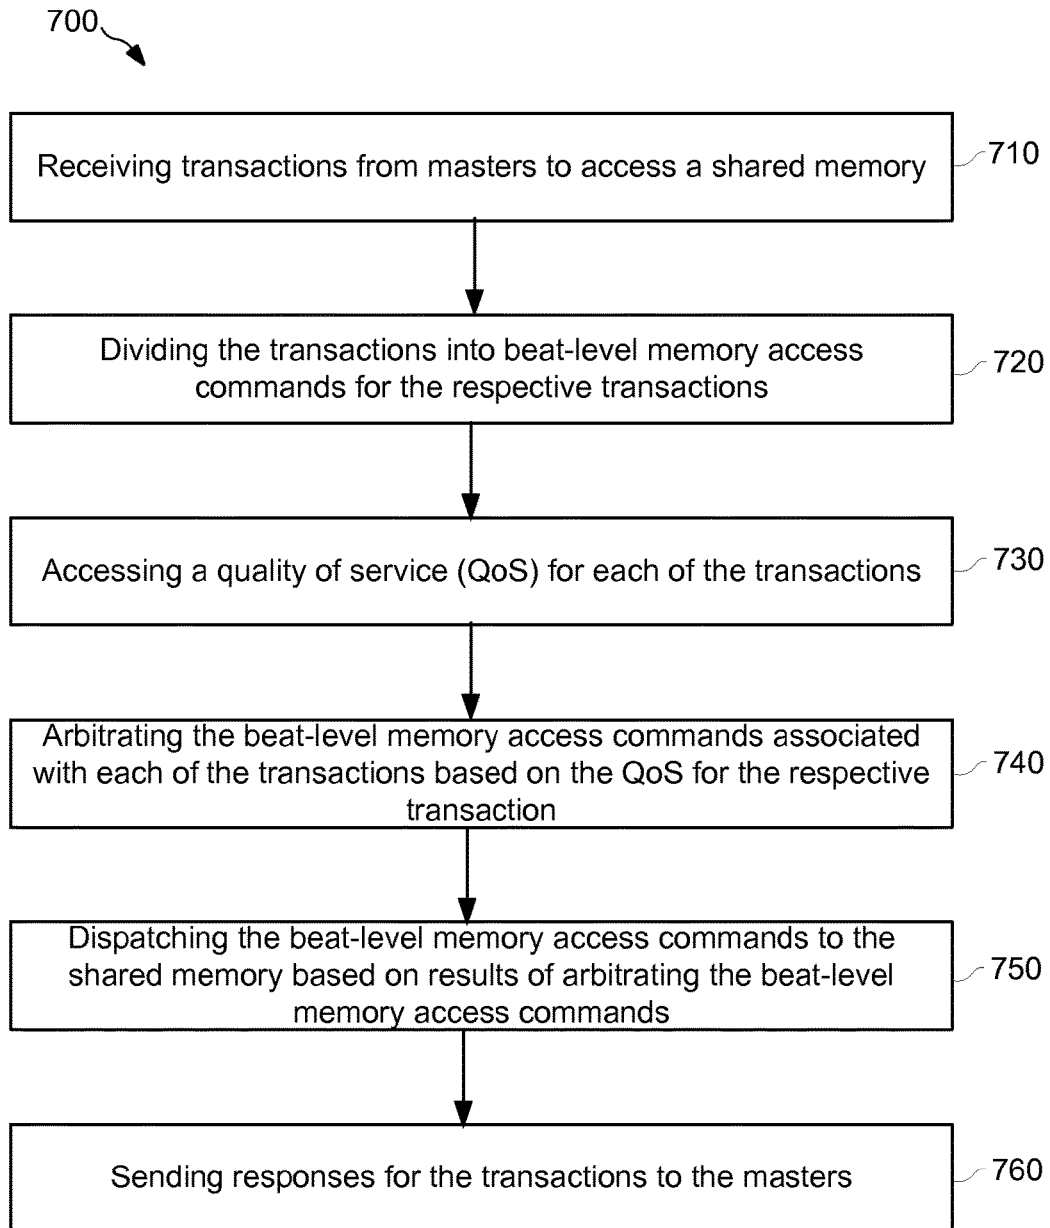 700
Receiving transactions from masters to access a shared memory
710
Dividing the transactions into beat-level memory access
commands for the respective transactions
720
Accessing a quality of service (QoS) for each of the transactions
730
Arbitrating the beat-level memory access commands associated
with each of the transactions based on the QoS for the respective
transaction
740
Dispatching the beat-level memory access commands to the
shared memory based on results of arbitrating the beat-level
memory access commands
750
Sending responses for the transactions to the masters
760